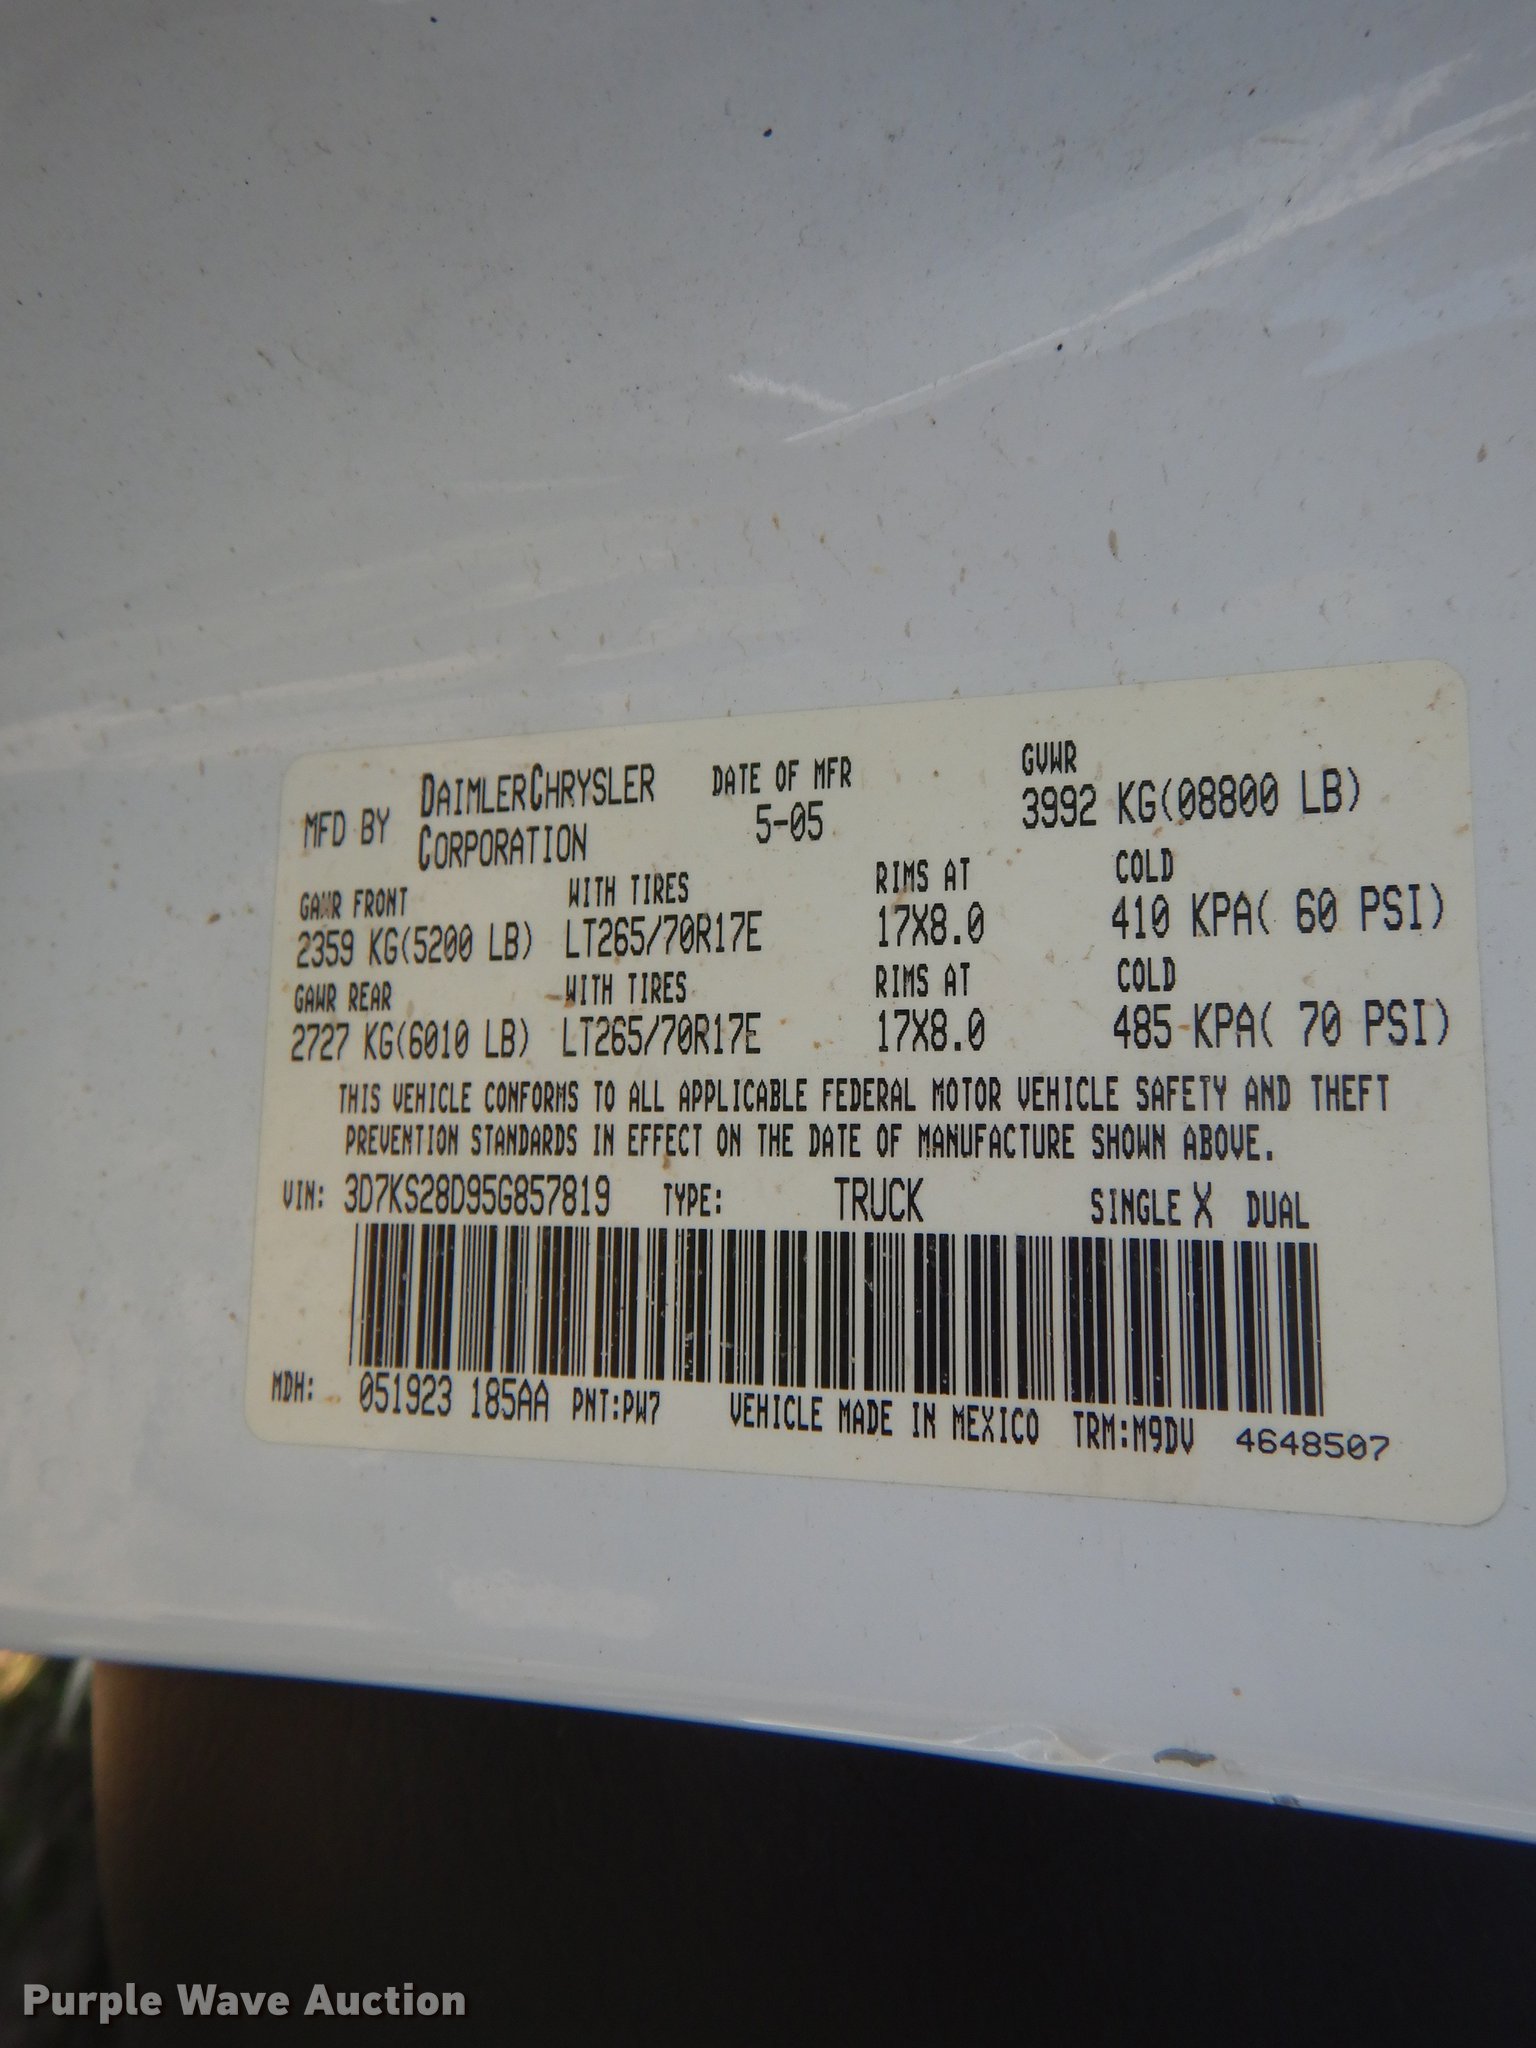 MFD BY DAIMLERCHRYSLER CORPORATION DATE OF MFR 5-05 GVWR 3992 KG(08800 LB)
GAWR FRONT WITH TIRES RIMS AT COLD
2359 KG(5200 LB) LT265/70R17E 17X8.0 410 KPA( 60 PSI)
GAWR REAR WITH TIRES RIMS AT COLD
2727 KG(6010 LB) LT265/70R17E 17X8.0 485 KPA( 70 PSI)
THIS VEHICLE CONFORMS TO ALL APPLICABLE FEDERAL MOTOR VEHICLE SAFETY AND THEFT
PREVENTION STANDARDS IN EFFECT ON THE DATE OF MANUFACTURE SHOWN ABOVE.
VIN: 3D7KS28D95G857819 TYPE: TRUCK SINGLE X DUAL
MDH: 051923 185AA PNT:PW7 VEHICLE MADE IN MEXICO TRM:M9DV 4648507
Purple Wave Auction